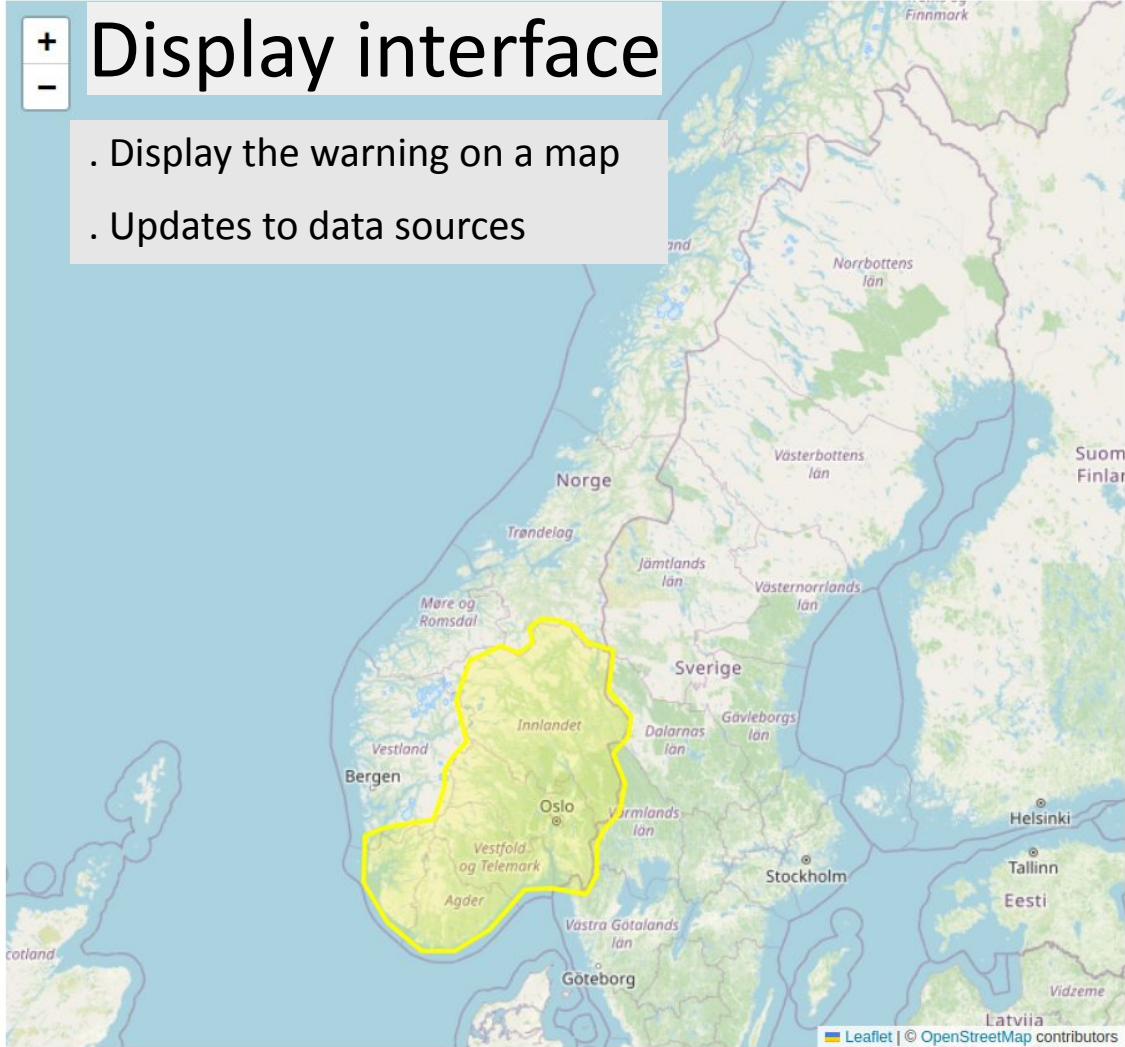 Finnmark
+
Display interface
−
. Display the warning on a map
. Updates to data sources
and
Norrbottens
län
Västerbottens
län
Suom
Finlan
Norge
Trøndelag
Jämtlands
län
Västernorrlands
län
Møre og
Romsdal
Sverige
Innlandet
Gävleborgs
län
Dalarnas
län
Vestland
Bergen
Oslo
Värmlands
län
Helsinki
Vestfold
og Telemark
Stockholm
Tallinn
Agder
Eesti
Västra Götalands
län
cotland
Göteborg
Vidzeme
Latvija
Leaflet | © OpenStreetMap contributors